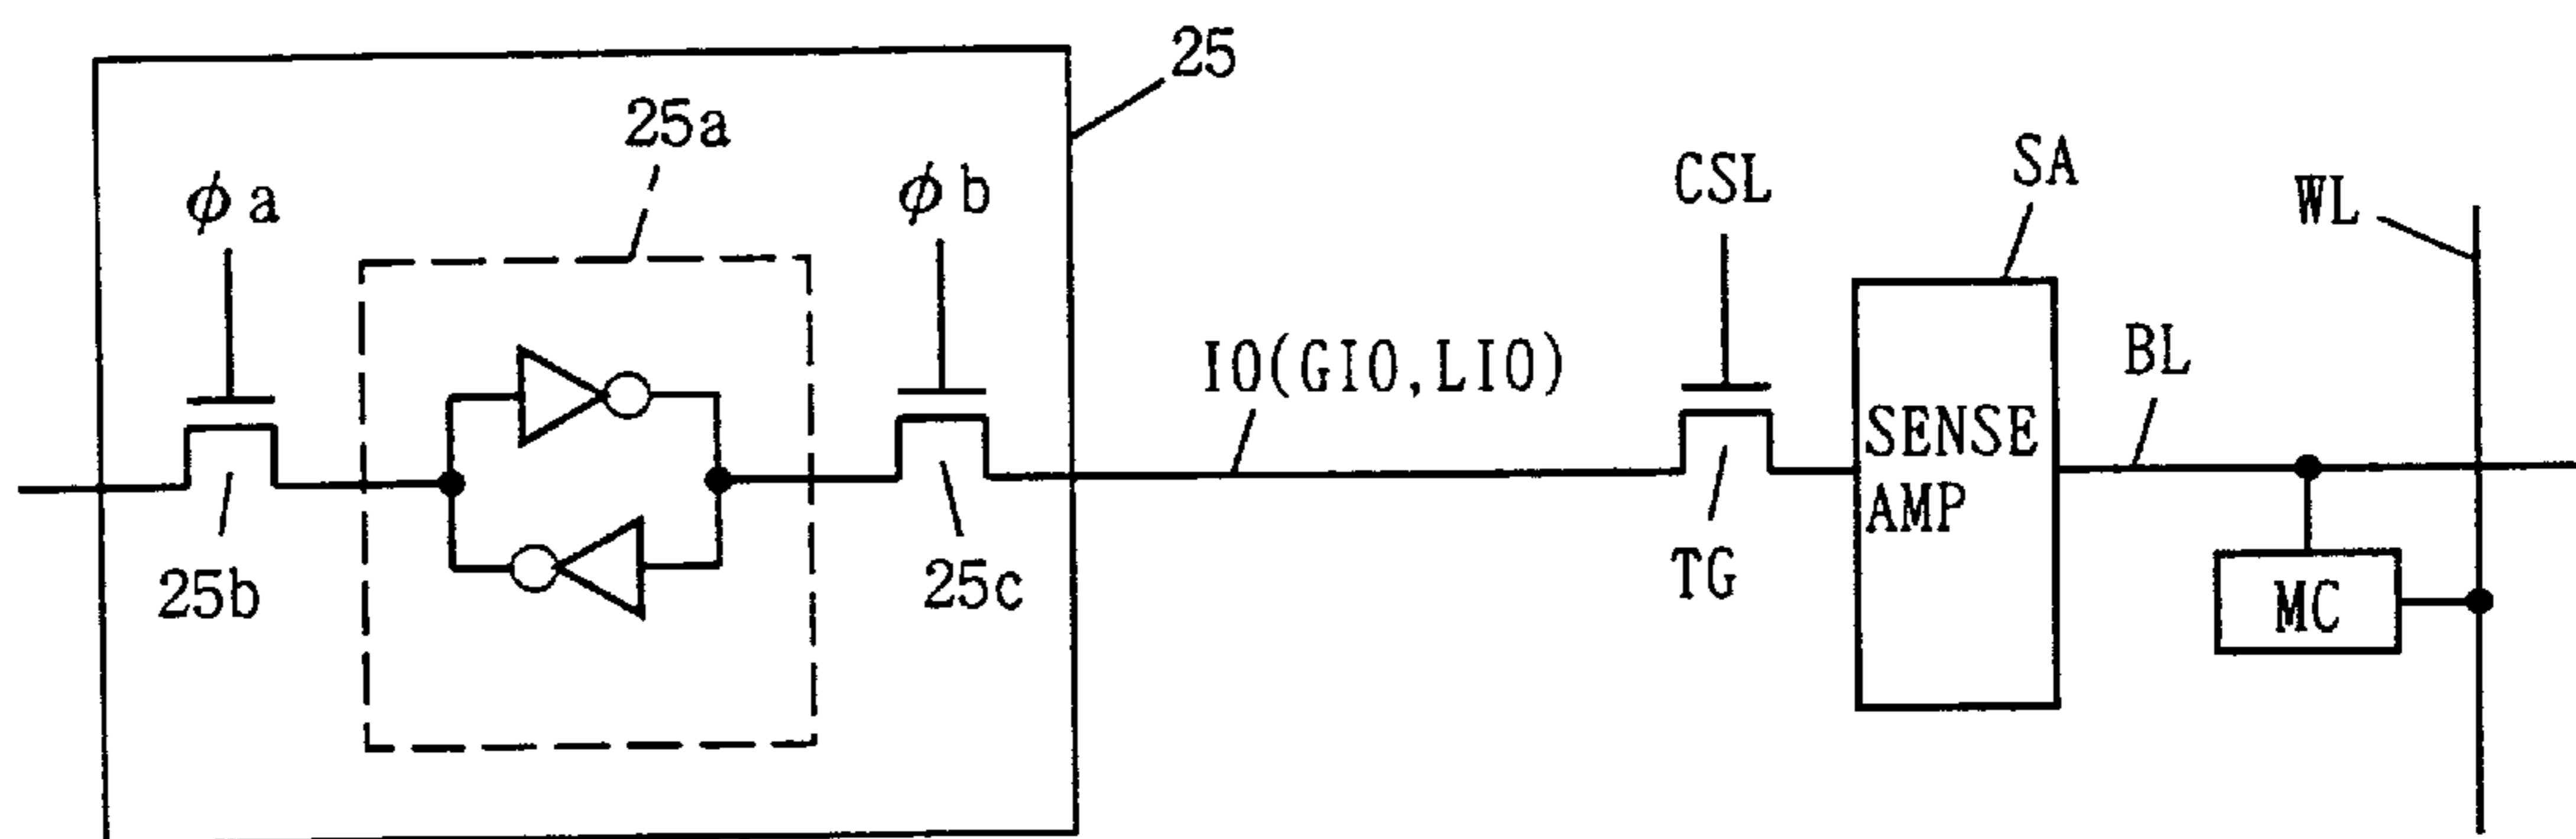 25
25a
φa
φb
CSL
SA
WL
IO(GIO,LIO)
BL
SENSE
AMP
25b
25c
TG
MC